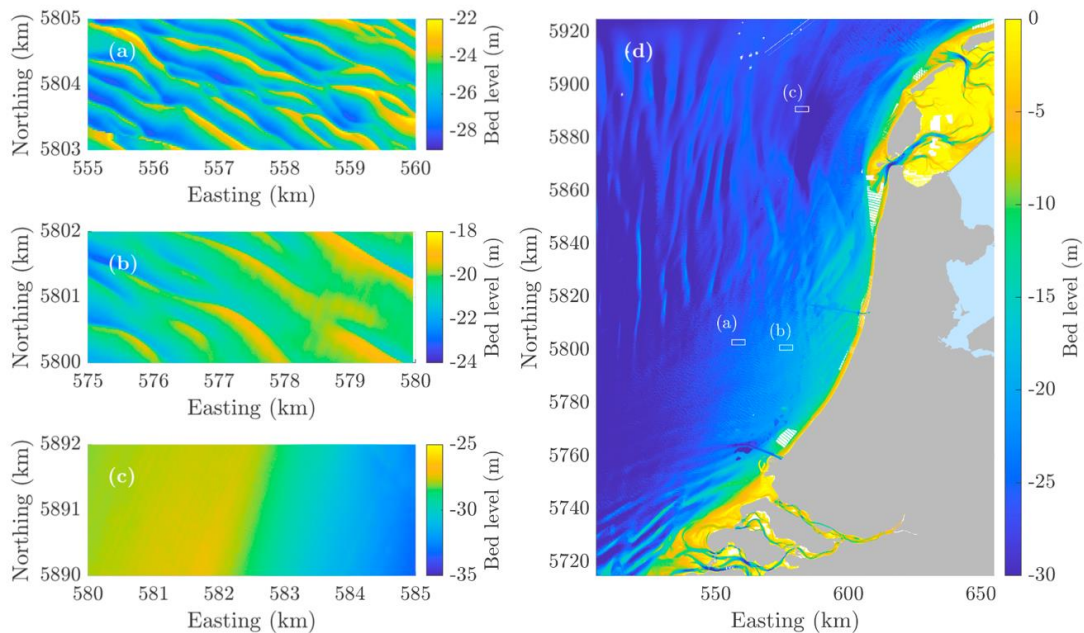 (a)
Northing (km)
5805
5804
5803
555 556 557 558 559 560
Easting (km)
-22
-24
-26
-28
Bed level (m)
(b)
Northing (km)
5802
5801
5800
575 576 577 578 579 580
Easting (km)
-18
-20
-22
-24
Bed level (m)
(c)
Northing (km)
5892
5891
5890
580 581 582 583 584 585
Easting (km)
-25
-30
-35
Bed level (m)
(d)
Northing (km)
5920
5900
5880
5860
5840
5820
5800
5780
5760
5740
5720
(c)
(a)
(b)
550 600 650
Easting (km)
0
-5
-10
-15
-20
-25
-30
Bed level (m)